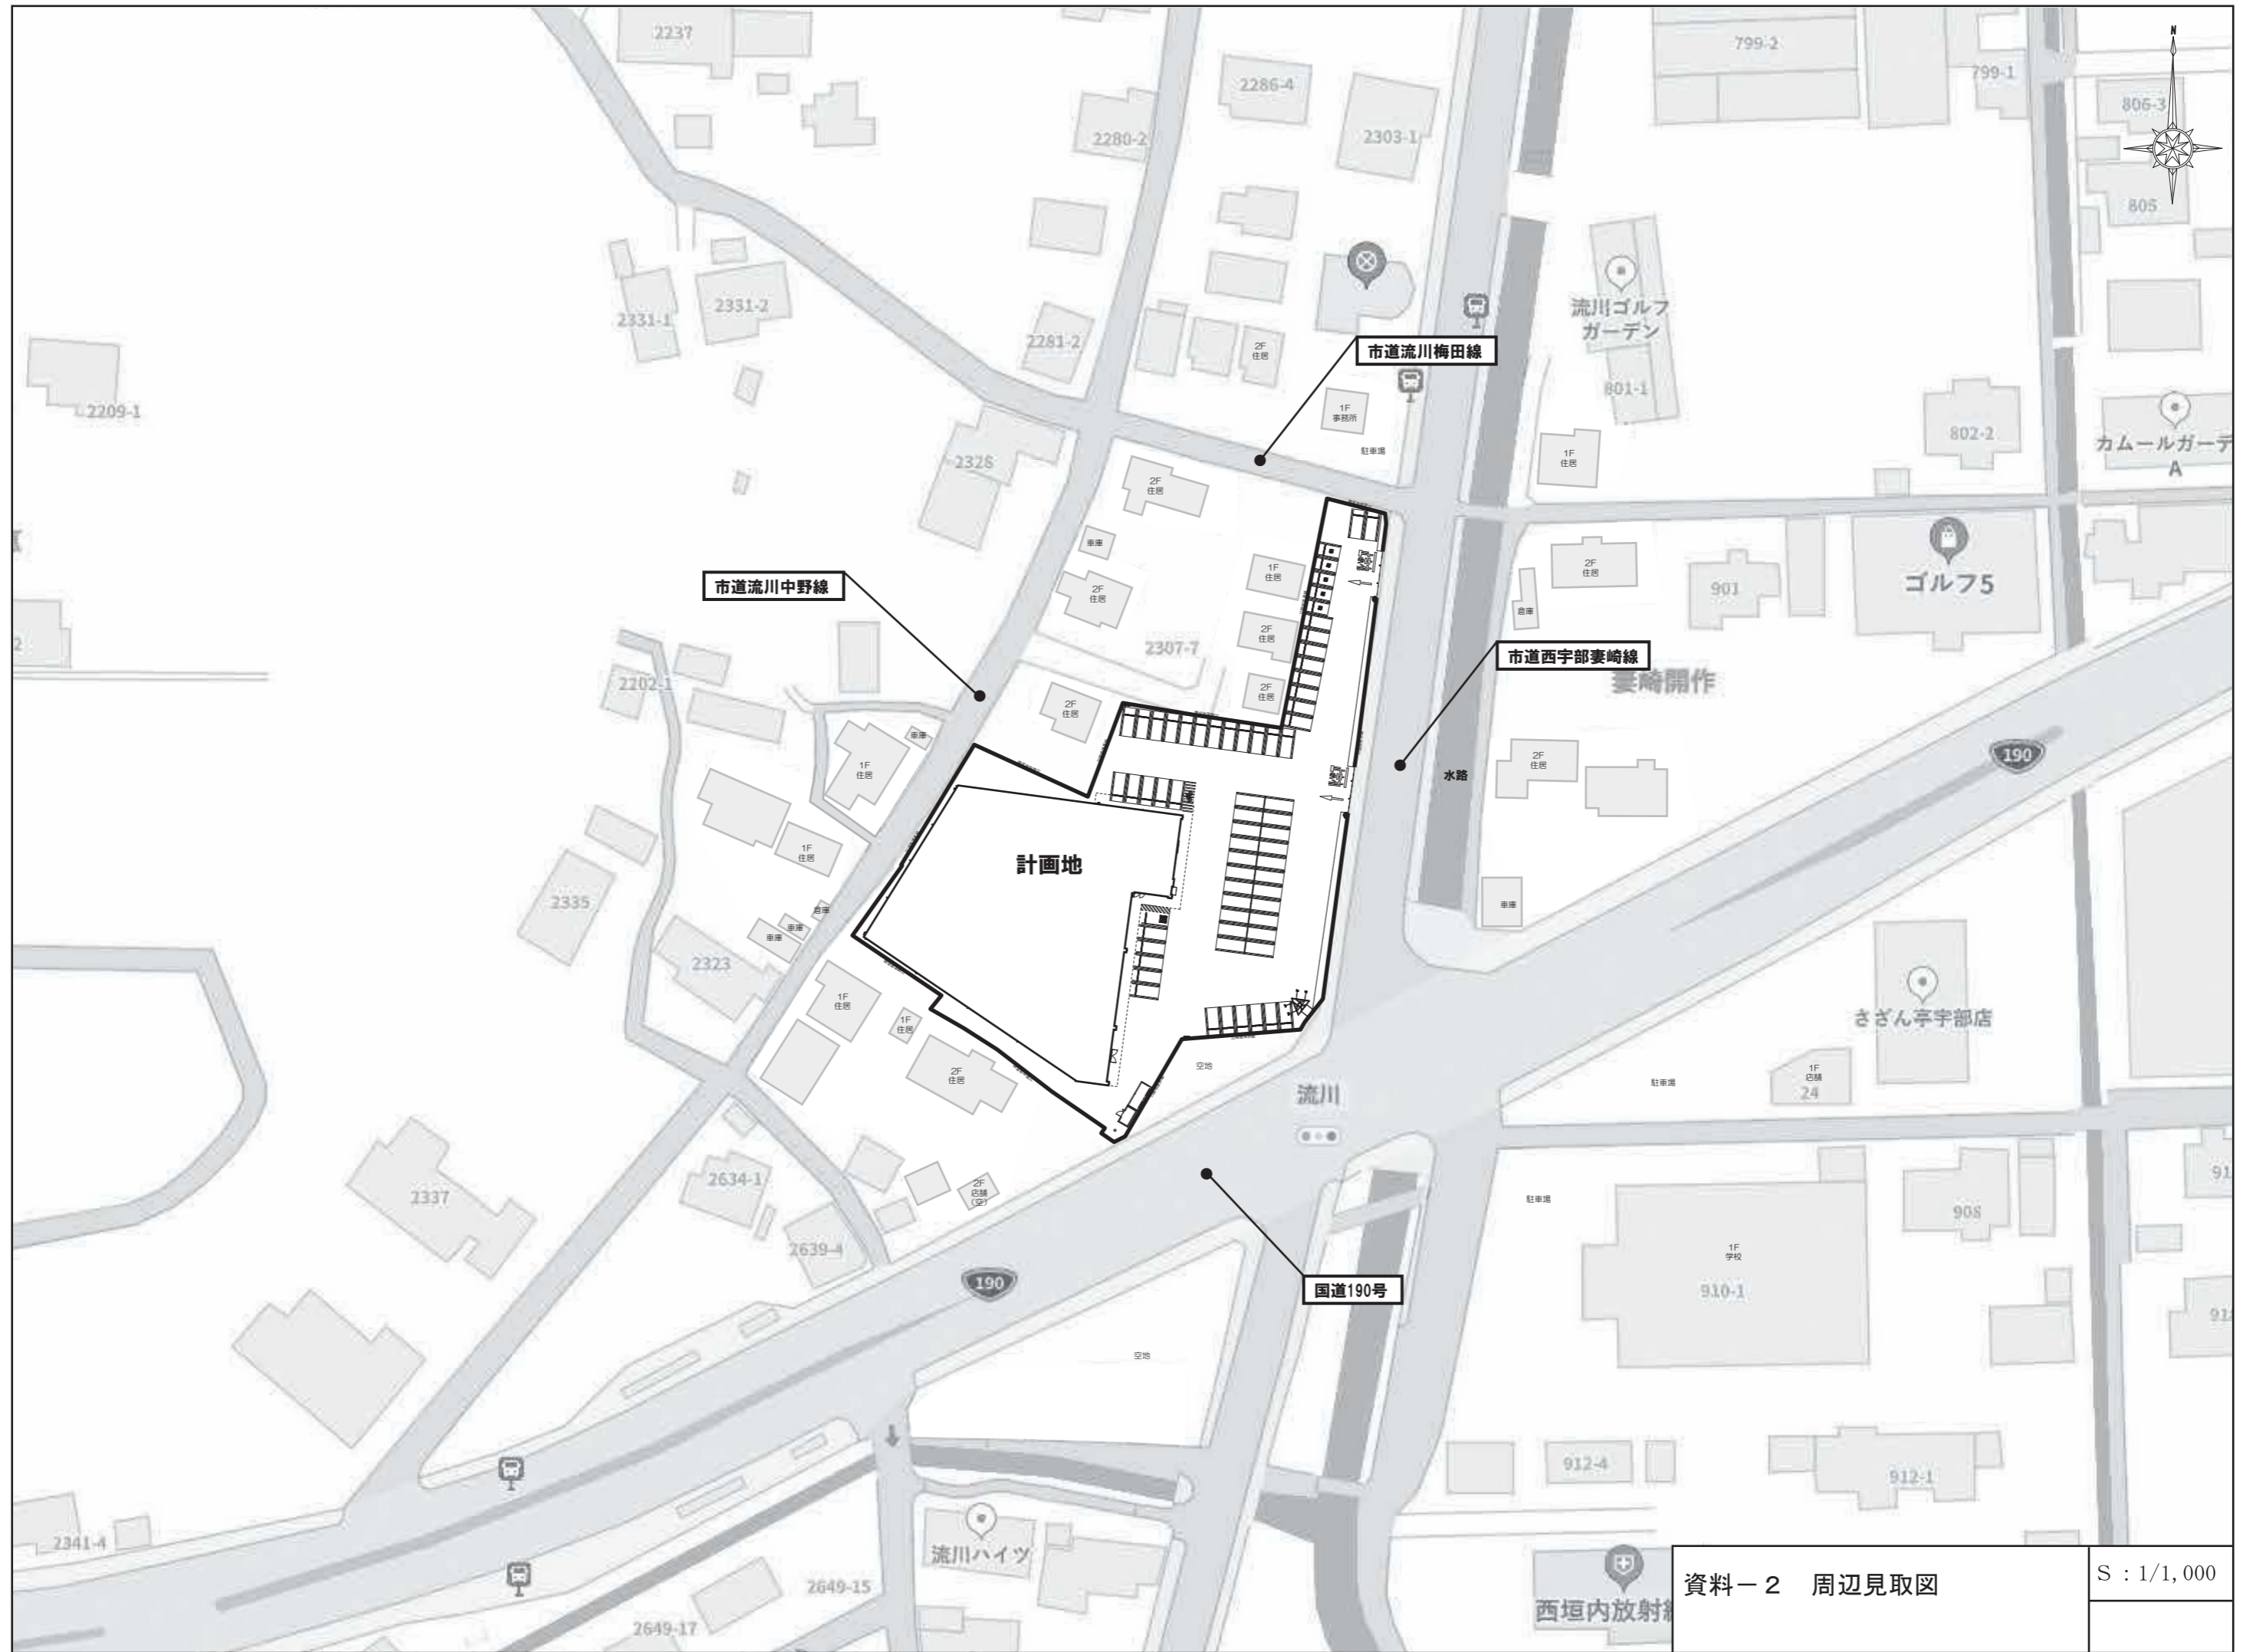 N
2237
799-2
799-1
806-3
2286-4
2280-2
2303-1
805
2331-1
2331-2
2281-2
流川ゴルフ
ガーデン
2F
住居
市道流川梅田線
801-1
2209-1
1F
事務所
駐車場
802-2
カムールガーデ
A
2328
1F
住居
2F
住居
車庫
2F
住居
1F
住居
2F
住居
901
ゴルフ5
市道流川中野線
倉庫
2F
住居
2307-7
市道西宇部妻崎線
妻崎開作
2202-1
2F
住居
2F
住居
車庫
1F
住居
2F
住居
190
水路
1F
住居
計画地
2335
倉庫
車庫
車庫
車庫
2323
1F
住居
1F
住居
さざん亭宇部店
2F
住居
空地
流川
駐車場
1F
店舗
24
2634-1
2337
2F
店舗
(空)
駐車場
908
2639-4
1F
学校
910-1
190
国道190号
空地
912-4
912-1
2341-4
流川ハイツ
2649-15
2649-17
西垣内放射
資料－2　周辺見取図
S : 1/1,000